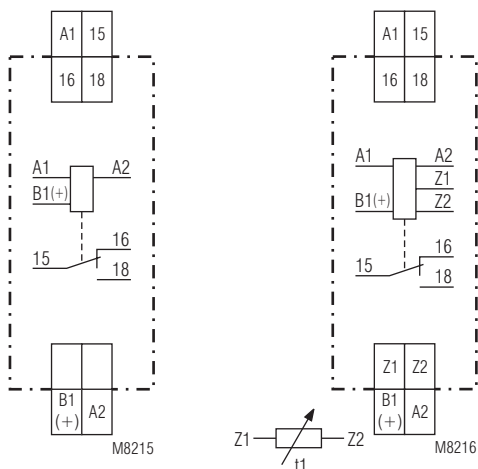 A1 15
16 18
A1 A2
B1(+)
16
15
18
B1 (+) A2
M8215
A1 15
16 18
A1 A2
Z1
B1(+) Z2
16
15
18
Z1 Z2
B1 (+) A2
Z1 Z2
t1
M8216